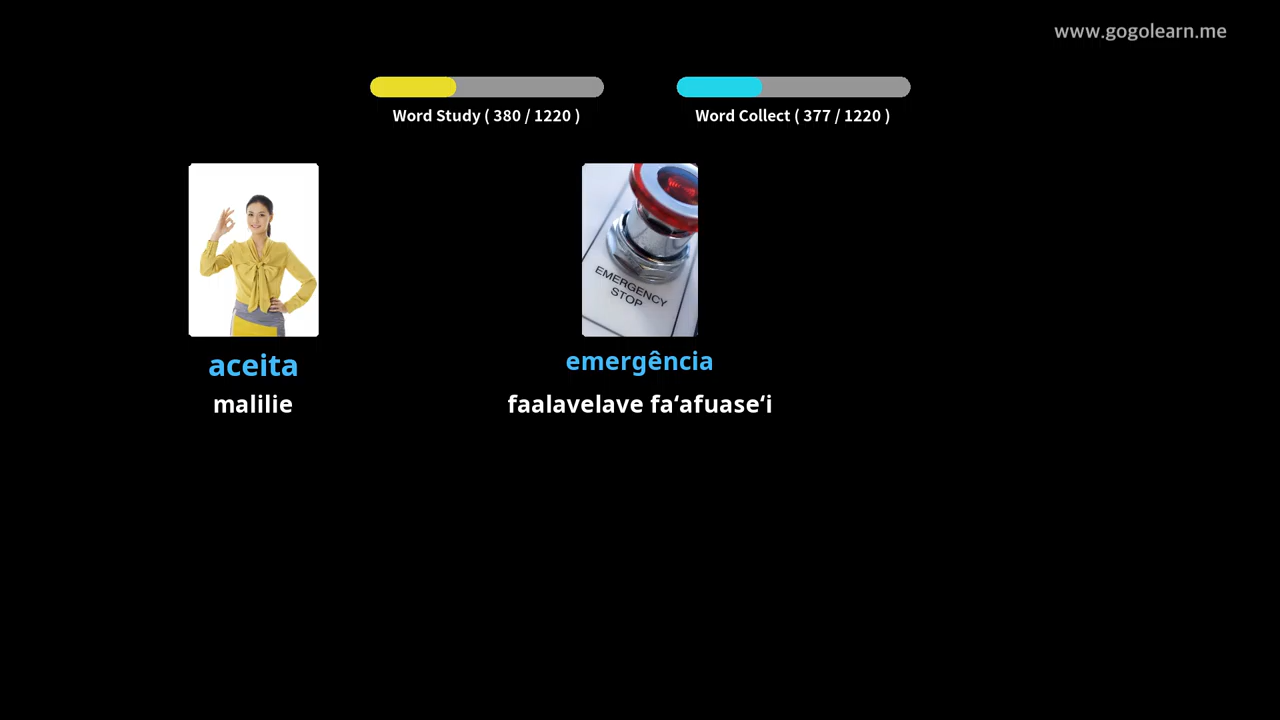 www.gogolearn.me
Word Study ( 380 / 1220 )
Word Collect ( 377 / 1220 )
EMERGENCY
STOP
aceita
malilie
emergência
faalavelave fa‘afuase‘i